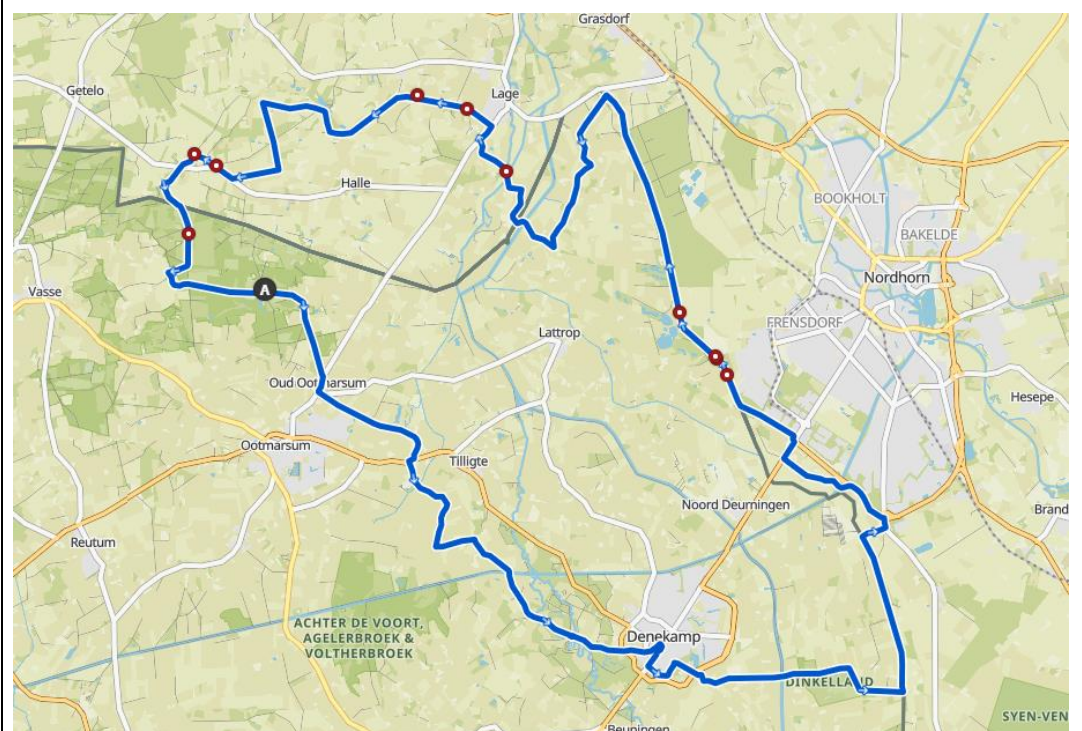 Grasdorf
Getelo
Lage
Halle
BOOKHOLT
BAKELDE
Nordhorn
Vasse
A
FRENSDORF
Lattrop
Oud Ootmarsum
Hesepe
Ootmarsum
Tilligte
Noord Deurningen
Brand
Reutum
ACHTER DE VOORT,
AGELERBROEK &
VOLTHERBROEK
Denekamp
DINKELLAND
SYEN-VEN
Beuningen